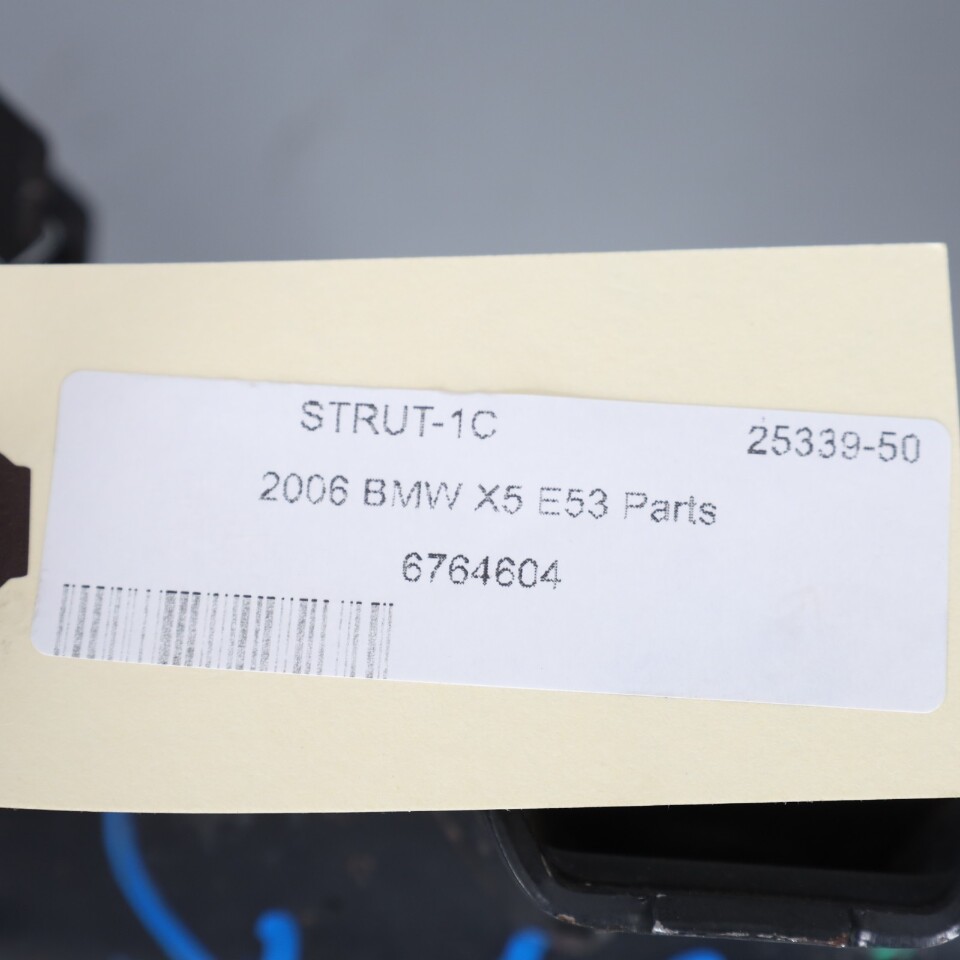 STRUT-1C 25339-50
2006 BMW X5 E53 Parts
6764604